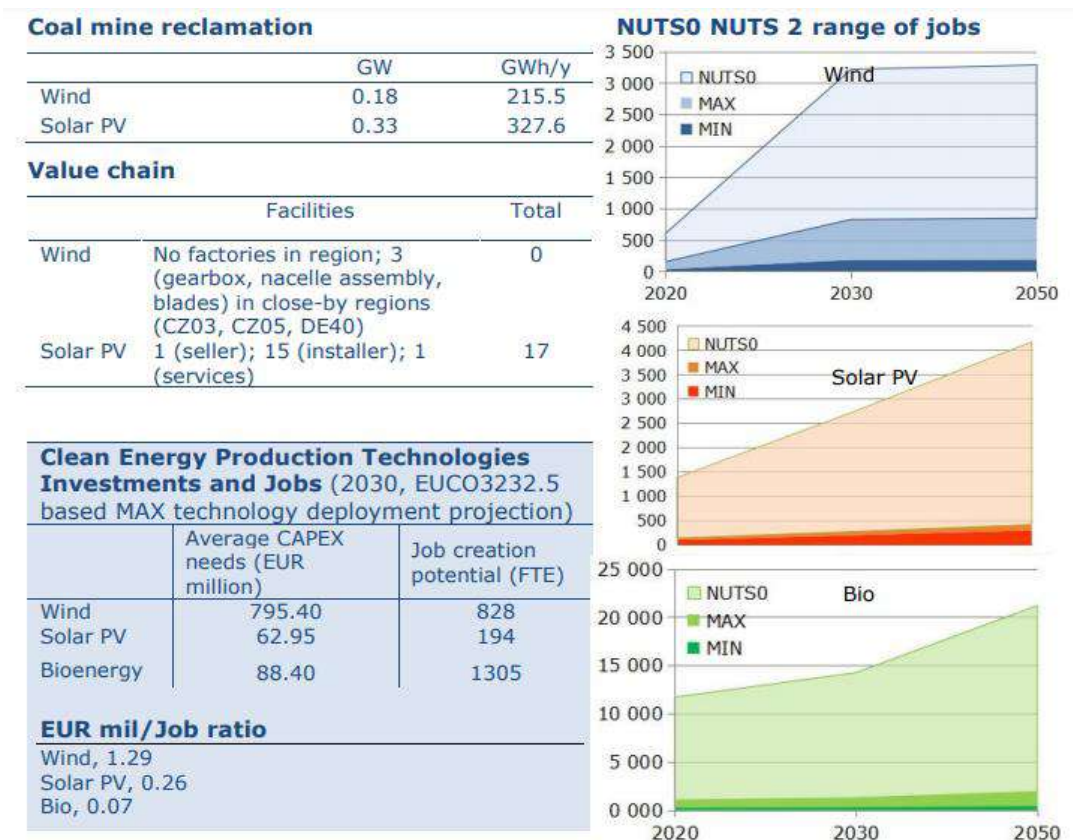 Coal mine reclamation
GW GWh/y
Wind 0.18 215.5
Solar PV 0.33 327.6
Value chain
Facilities Total
Wind No factories in region; 3 0
(gearbox, nacelle assembly,
blades) in close-by regions
(CZ03, CZ05, DE40)
Solar PV 1 (seller); 15 (installer); 1 17
(services)
Clean Energy Production Technologies
Investments and Jobs (2030, EUCO3232.5
based MAX technology deployment projection)
Average CAPEX
needs (EUR
million)
Job creation
potential (FTE)
Wind 795.40 828
Solar PV 62.95 194
Bioenergy 88.40 1305
EUR mil/Job ratio
Wind, 1.29
Solar PV, 0.26
Bio, 0.07
NUTS0 NUTS 2 range of jobs
3 500
3 000
2 500
2 000
1 500
1 000
500
0
NUTS0
MAX
MIN
Wind
2020 2030 2050
4 500
4 000
3 500
3 000
2 500
2 000
1 500
1 000
500
0
NUTS0
MAX
MIN
Solar PV
25 000
20 000
15 000
10 000
5 000
0 000
NUTS0
MAX
MIN
Bio
2020 2030 2050